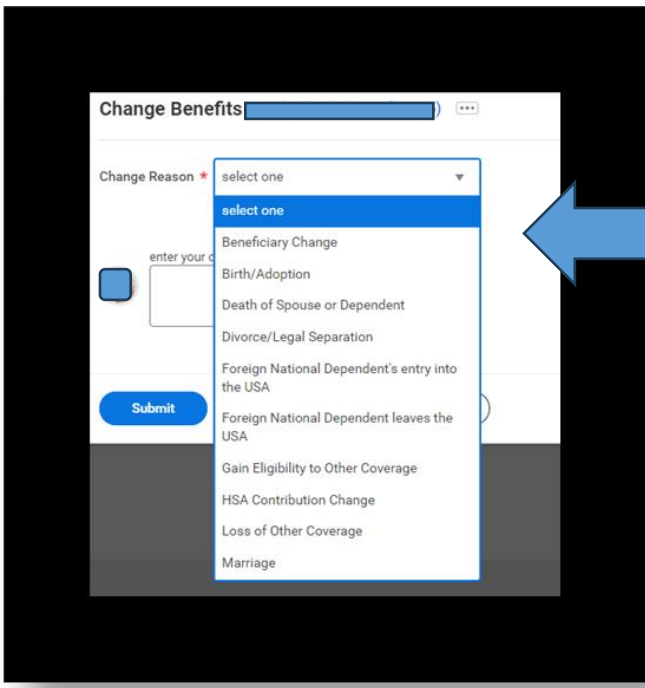 Change Benefits
Change Reason * select one
select one
Beneficiary Change
enter your
Birth/Adoption
Death of Spouse or Dependent
Divorce/Legal Separation
Foreign National Dependent's entry into
the USA
Submit
Foreign National Dependent leaves the
USA
Gain Eligibility to Other Coverage
HSA Contribution Change
Loss of Other Coverage
Marriage